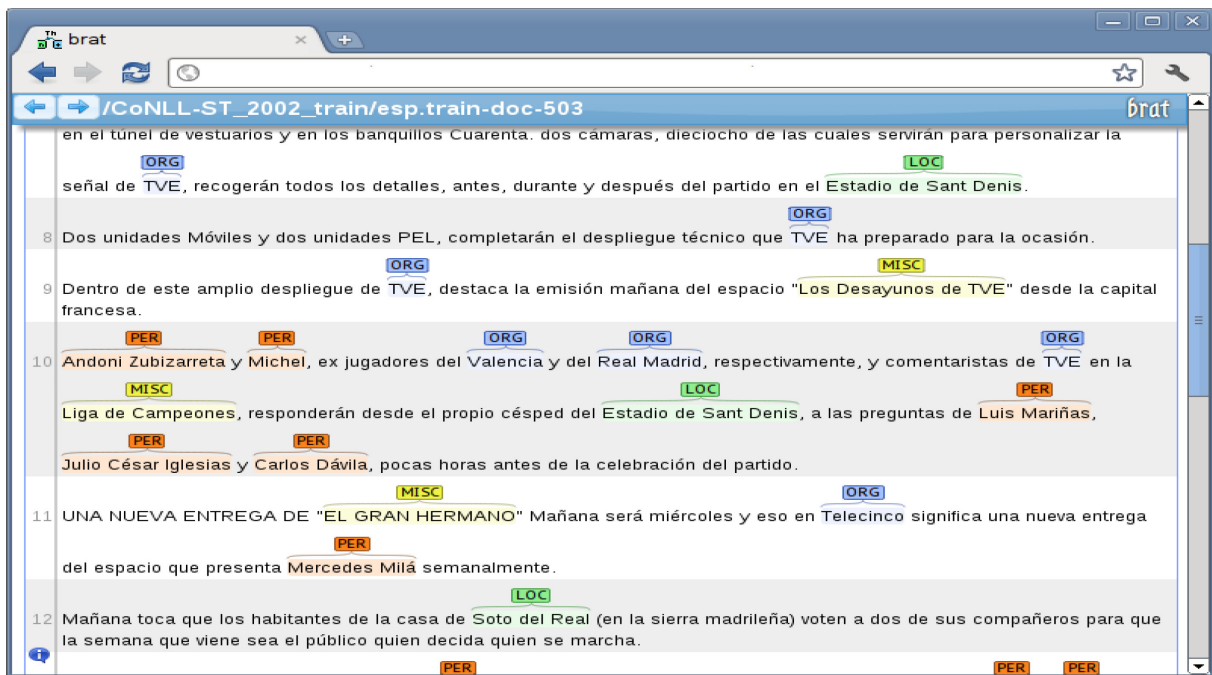 brat
/CoNLL-ST_2002_train/esp.train-doc-503 brat
en el túnel de vestuarios y en los banquillos Cuarenta. dos cámaras, dieciocho de las cuales servirán para personalizar la
ORG LOC
señal de TVE, recogerán todos los detalles, antes, durante y después del partido en el Estadio de Sant Denis.
ORG
8 Dos unidades Móviles y dos unidades PEL, completarán el despliegue técnico que TVE ha preparado para la ocasión.
ORG MISC
9 Dentro de este amplio despliegue de TVE, destaca la emisión mañana del espacio "Los Desayunos de TVE" desde la capital
francesa.
PER PER ORG ORG ORG
10 Andoni Zubizarreta y Michel, ex jugadores del Valencia y del Real Madrid, respectivamente, y comentaristas de TVE en la
MISC LOC PER
Liga de Campeones, responderán desde el propio césped del Estadio de Sant Denis, a las preguntas de Luis Mariñas,
PER PER
Julio César Iglesias y Carlos Dávila, pocas horas antes de la celebración del partido.
MISC ORG
11 UNA NUEVA ENTREGA DE "EL GRAN HERMANO" Mañana será miércoles y eso en Telecinco significa una nueva entrega
PER
del espacio que presenta Mercedes Milá semanalmente.
LOC
12 Mañana toca que los habitantes de la casa de Soto del Real (en la sierra madrileña) voten a dos de sus compañeros para que
la semana que viene sea el público quien decida quien se marcha.
PER PER PER